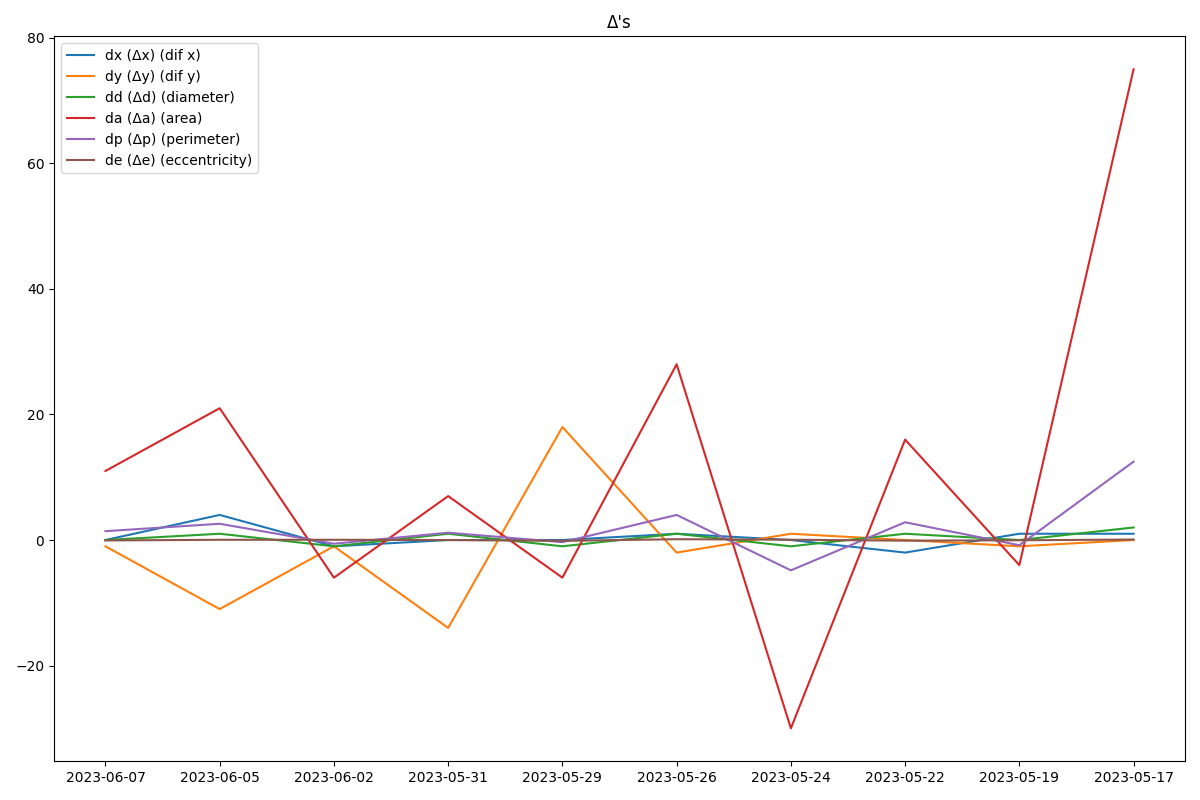 Δ's
dx (Δx) (dif x)
dy (Δy) (dif y)
dd (Δd) (diameter)
da (Δa) (area)
dp (Δp) (perimeter)
de (Δe) (eccentricity)
80
60
40
20
0
−20
2023-06-07 2023-06-05 2023-06-02 2023-05-31 2023-05-29 2023-05-26 2023-05-24 2023-05-22 2023-05-19 2023-05-17